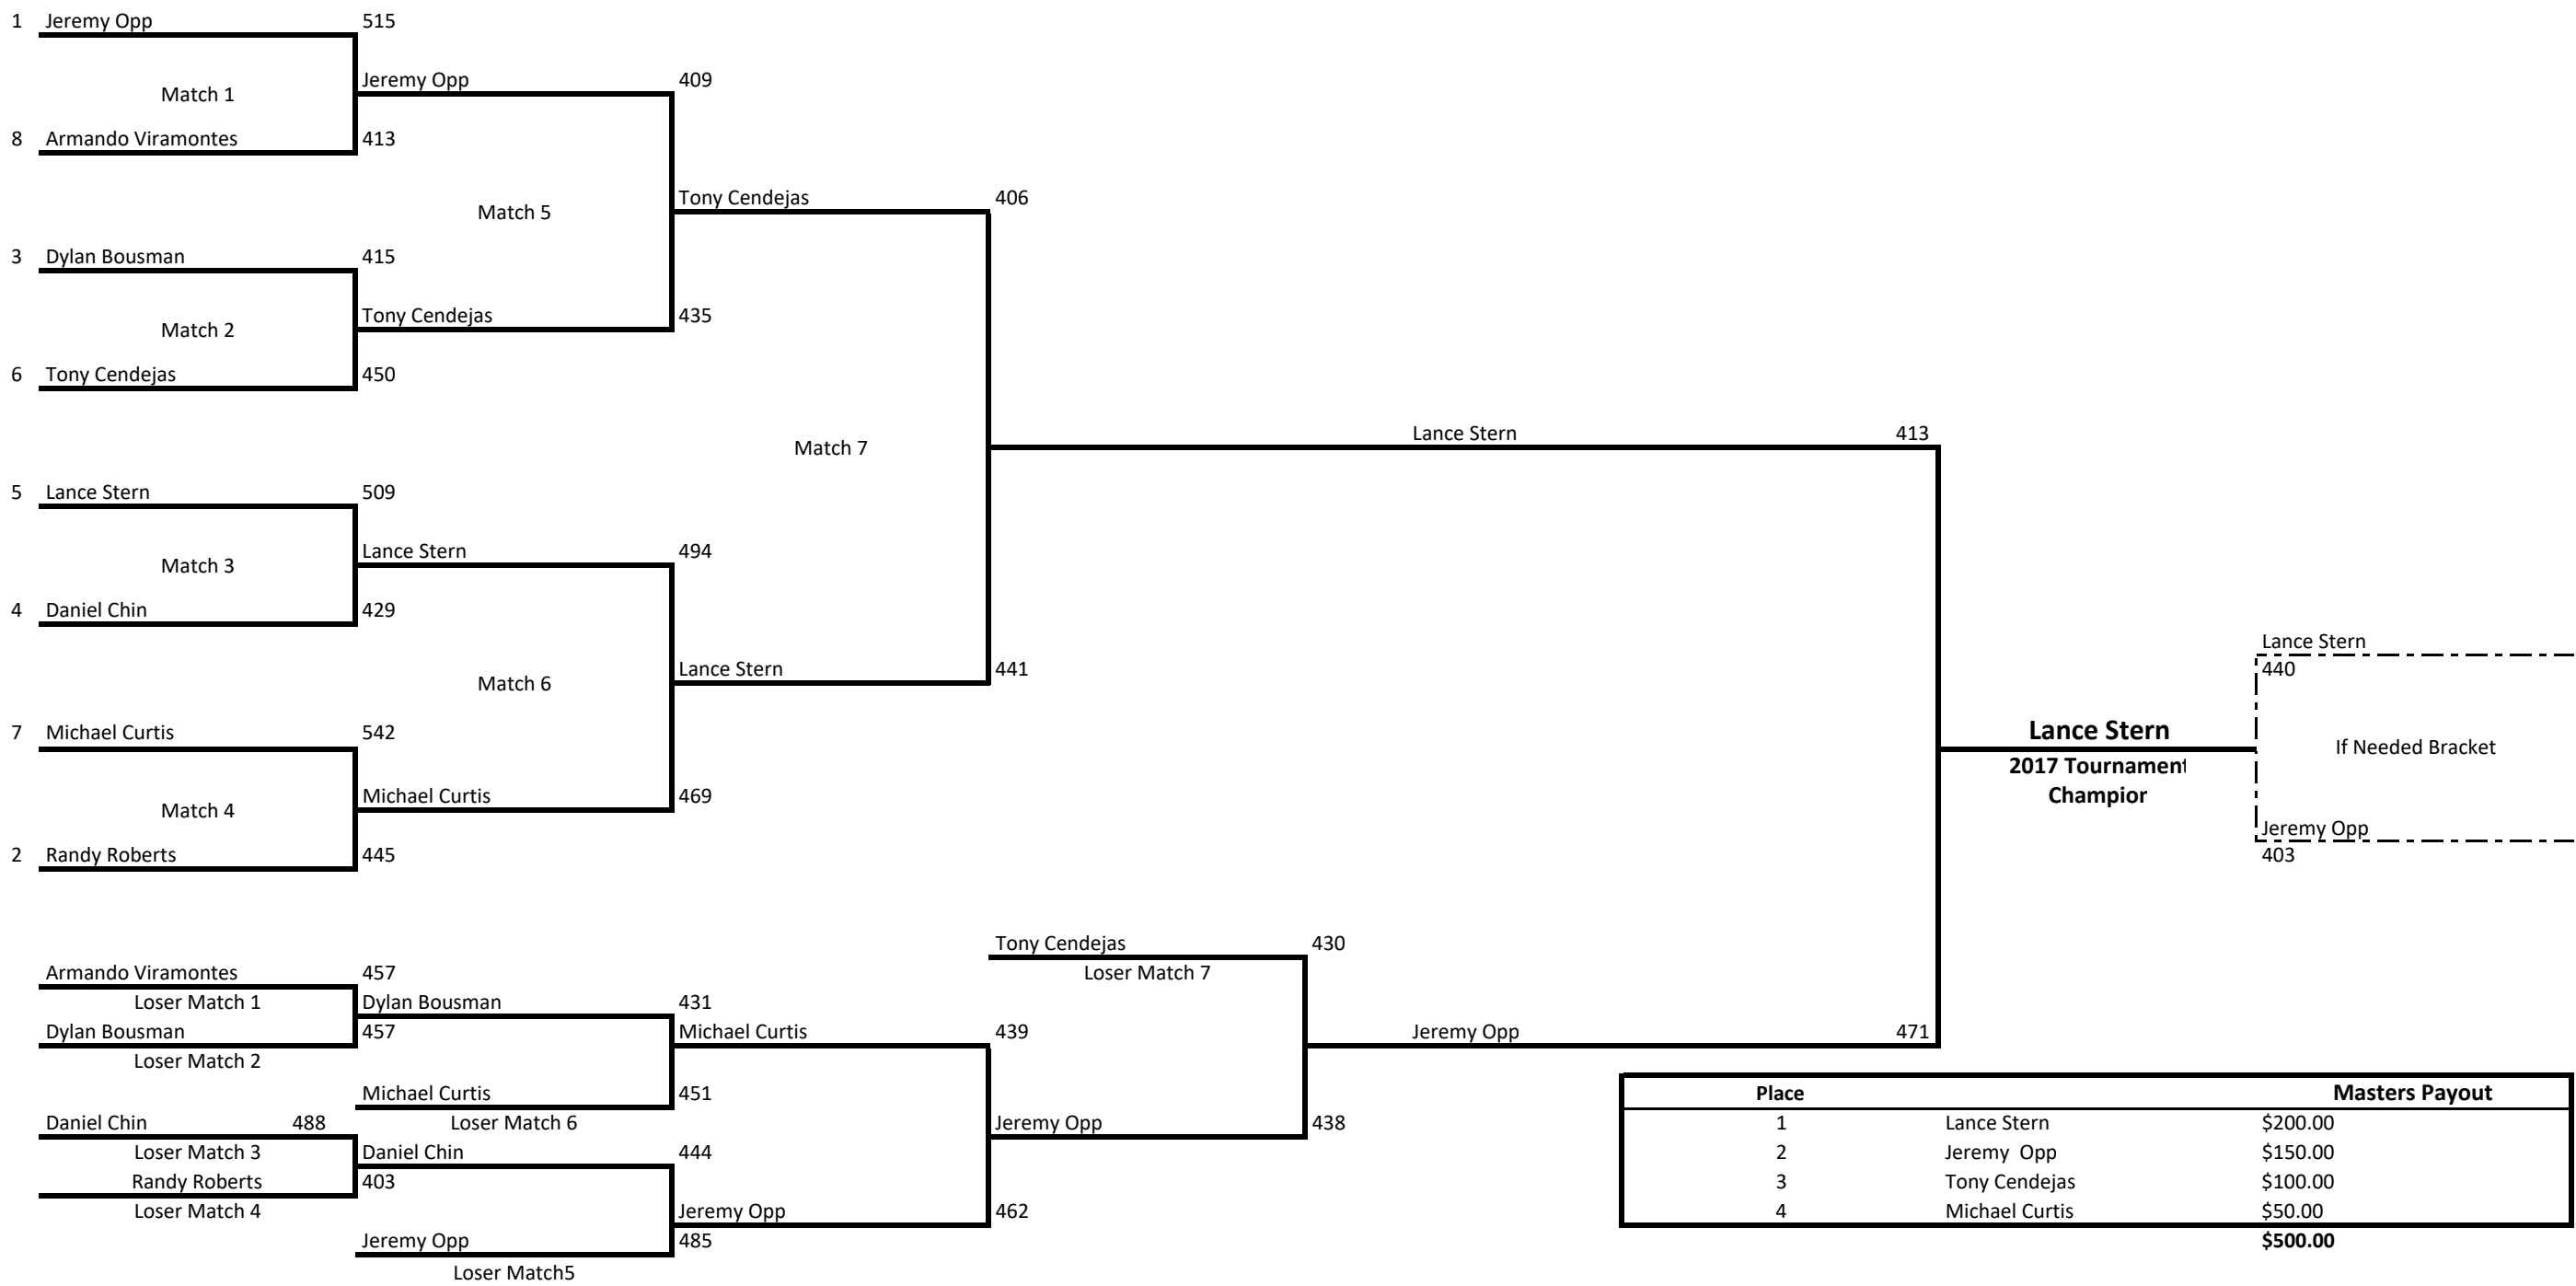 1 Jeremy Opp 515
Jeremy Opp 409
Match 1
8 Armando Viramontes 413
Tony Cendejas 406
Match 5
3 Dylan Bousman 415
Tony Cendejas 435
Match 2
6 Tony Cendejas 450
Lance Stern 413
Match 7
5 Lance Stern 509
Lance Stern 494
Match 3
4 Daniel Chin 429
Lance Stern 441
Match 6
7 Michael Curtis 542
Michael Curtis 469
Match 4
2 Randy Roberts 445
Lance Stern
440
Lance Stern
If Needed Bracket
2017 Tournament
Champior
Jeremy Opp
403
Tony Cendejas 430
Loser Match 7
Armando Viramontes 457
Loser Match 1
Dylan Bousman 431
Dylan Bousman 457
Michael Curtis 439
Jeremy Opp 471
Loser Match 2
Michael Curtis 451
Loser Match 6
Daniel Chin 488
Jeremy Opp 438
Loser Match 3
Daniel Chin 444
Randy Roberts 403
Loser Match 4
Jeremy Opp 462
Jeremy Opp 485
Loser Match5
Place Masters Payout
1 Lance Stern $200.00
2 Jeremy Opp $150.00
3 Tony Cendejas $100.00
4 Michael Curtis $50.00
$500.00